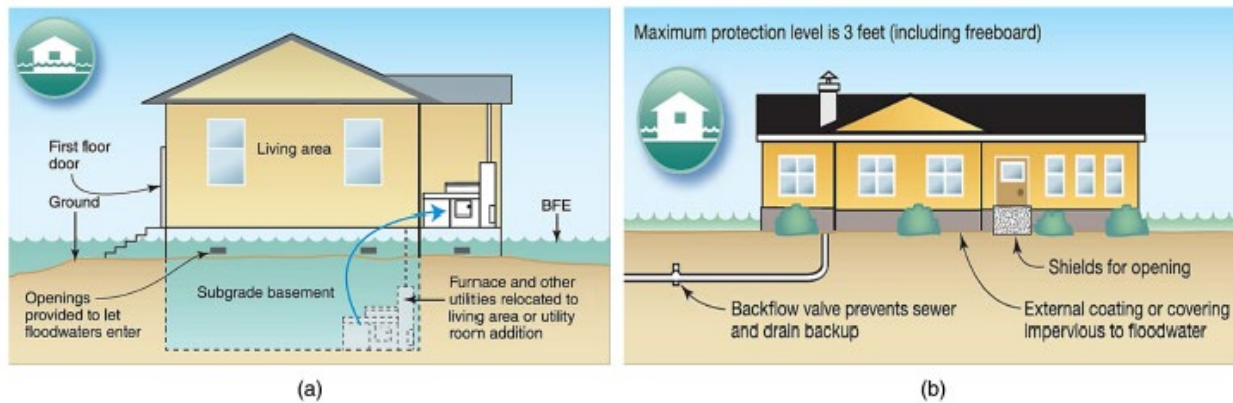 First floor
door
Ground
Living area
BFE
Openings
provided to let
floodwaters enter
Subgrade basement
Furnace and other
utilities relocated to
living area or utility
room addition
(a)
Maximum protection level is 3 feet (including freeboard)
Shields for opening
Backflow valve prevents sewer
and drain backup
External coating or covering
impervious to floodwater
(b)